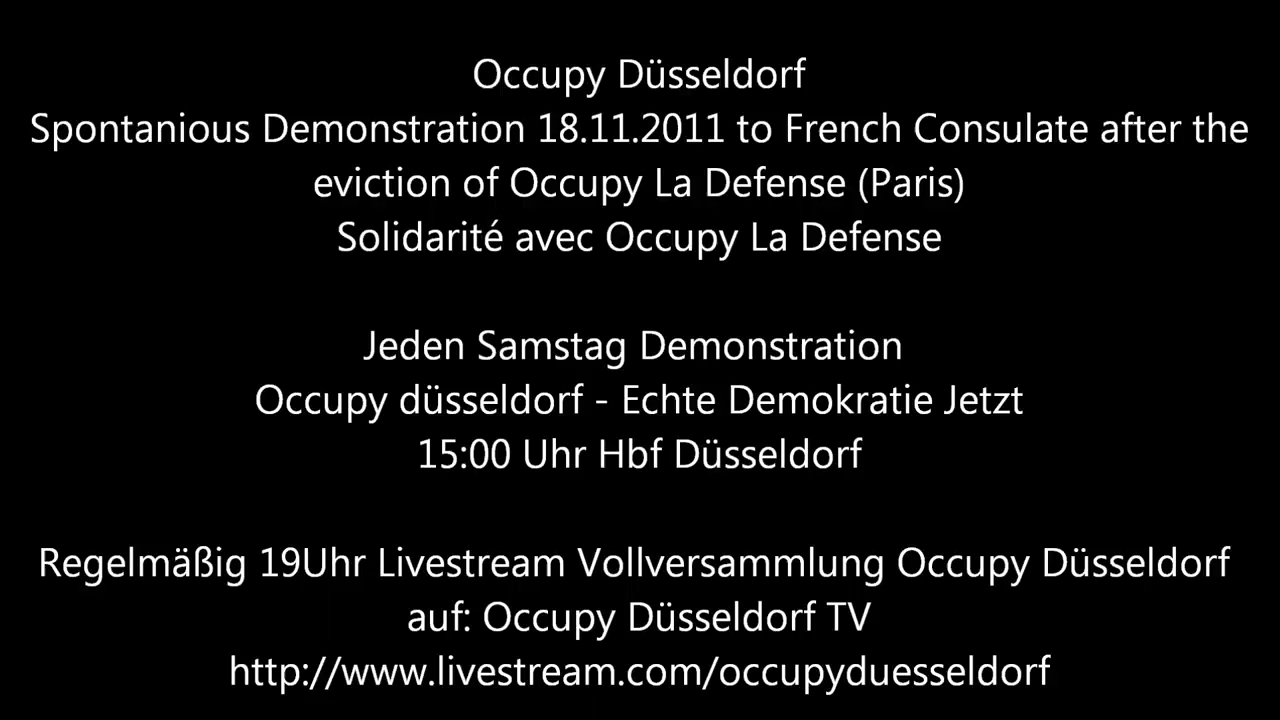 Occupy Düsseldorf
Spontanious Demonstration 18.11.2011 to French Consulate after the
eviction of Occupy La Defense (Paris)
Solidarité avec Occupy La Defense
Jeden Samstag Demonstration
Occupy düsseldorf - Echte Demokratie Jetzt
15:00 Uhr Hbf Düsseldorf
Regelmäßig 19Uhr Livestream Vollversammlung Occupy Düsseldorf
auf: Occupy Düsseldorf TV
http://www.livestream.com/occupyduesseldorf